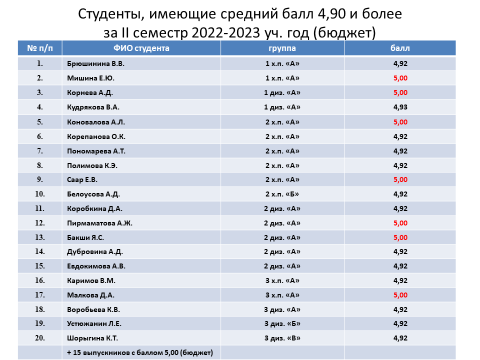 Студенты, имеющие средний балл 4,90 и более
за II семестр 2022-2023 уч. год (бюджет)
№ п/п ФИО студента группа балл
1. Брюшинина В.В. 1 х.п. «А» 4,92
2. Мишина Е.Ю. 1 х.п. «А» 5,00
3. Корнева А.Д. 1 диз. «А» 5,00
4. Кудрякова В.А. 1 диз. «А» 4,93
5. Коновалова А.Л. 2 х.п. «А» 5,00
6. Корепанова О.К. 2 х.п. «А» 4,92
7. Пономарева А.Т. 2 х.п. «А» 4,92
8. Полимова К.Э. 2 х.п. «А» 4,92
9. Саар Е.В. 2 х.п. «А» 5,00
10. Белоусова А.Д. 2 х.п. «Б» 4,92
11. Коробкина Д.А. 2 диз. «А» 4,92
12. Пирмаматова А.Ж. 2 диз. «А» 5,00
13. Бакши Я.С. 2 диз. «А» 5,00
14. Дубровина А.Д. 2 диз. «А» 4,92
15. Евдокимова А.В. 2 диз. «А» 4,92
16. Каримов В.М. 3 х.п. «А» 4,92
17. Малкова Д.А. 3 х.п. «А» 5,00
18. Воробьева К.В. 3 диз. «А» 4,92
19. Устюжанин Л.Е. 3 диз. «Б» 4,92
20. Шорыгина К.Т. 3 диз. «В» 4,92
+ 15 выпускников с баллом 5,00 (бюджет)